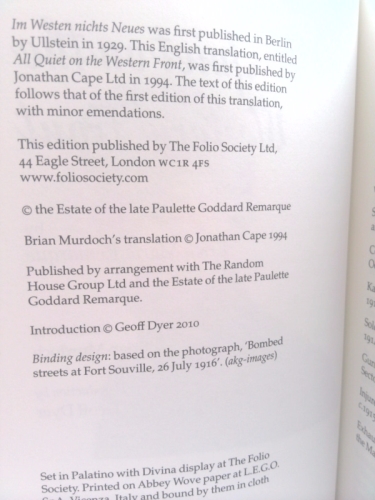 Im Westen nichts Neues was first published in Berlin
by Ullstein in 1929. This English translation, entitled
All Quiet on the Western Front, was first published by
Jonathan Cape Ltd in 1994. The text of this edition
follows that of the first edition of this translation,
with minor emendations.
This edition published by The Folio Society Ltd,
44 Eagle Street, London WC1R 4FS
www.foliosociety.com
© the Estate of the late Paulette Goddard Remarque
Brian Murdoch's translation © Jonathan Cape 1994
Published by arrangement with The Random
House Group Ltd and the Estate of the late Paulette
Goddard Remarque.
Introduction © Geoff Dyer 2010
Binding design: based on the photograph, 'Bombed
streets at Fort Souville, 26 July 1916'. (akg-images)
Set in Palatino with Divina display at The Folio
Society. Printed on Abbey Wove paper at L.E.G.O.
S.p.A., Vicenza, Italy and bound by them in cloth